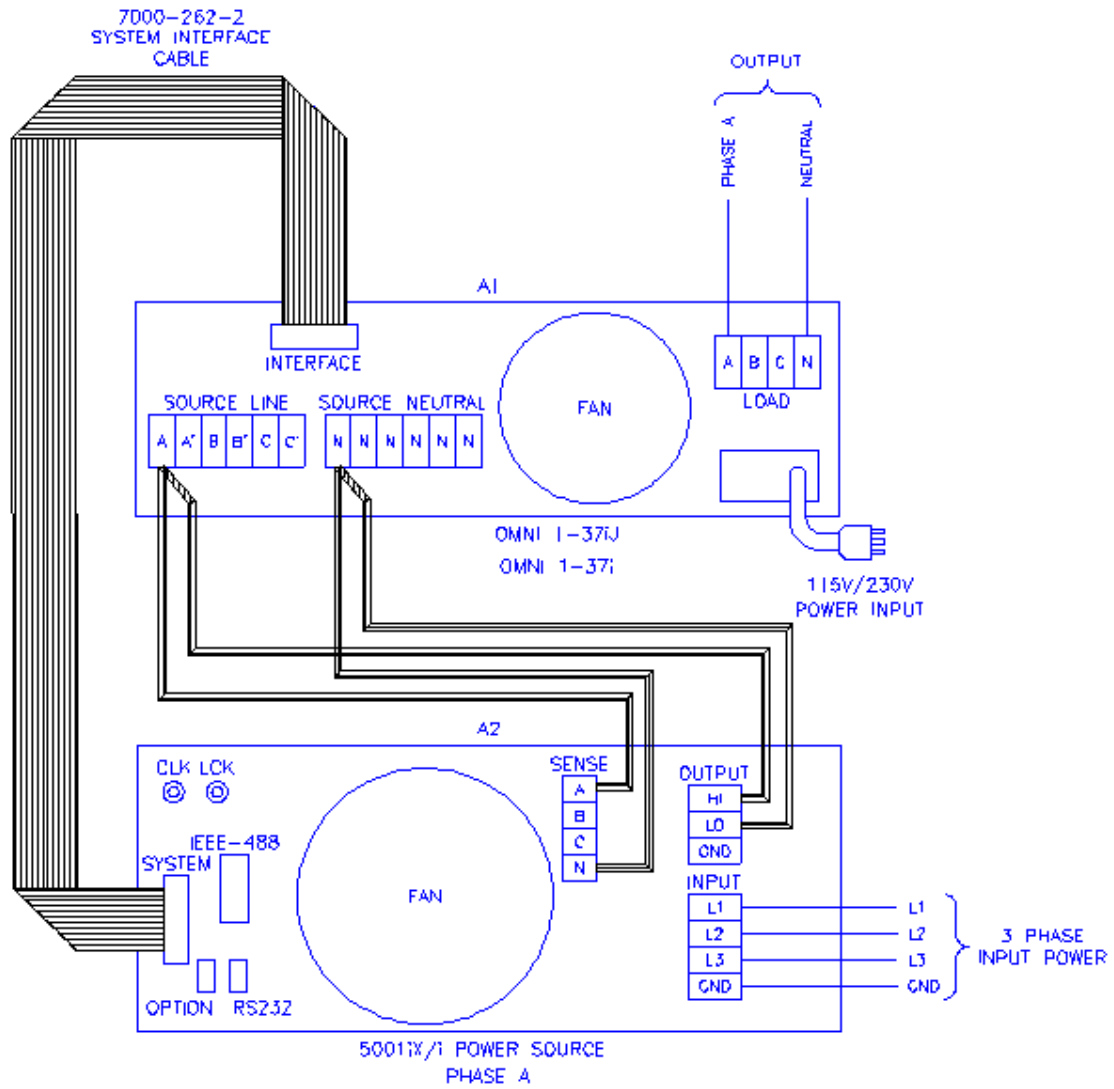 7000-262-2
SYSTEM INTERFACE
CABLE
OUTPUT
PHASE A
NEUTRAL
A1
INTERFACE
SOURCE LINE
SOURCE NEUTRAL
A A' B B' C C'
N N N N N N
FAN
A B C N
LOAD
OMNI 1-37iJ
OMNI 1-37i
115V/230V
POWER INPUT
A2
CLK LCK
SENSE
A
B
C
N
OUTPUT
HI
LO
GND
IEEE-488
SYSTEM
FAN
INPUT
L1
L2
L3
GND
L1
L2
L3
GND
3 PHASE
INPUT POWER
OPTION
RS232
5001iX/i POWER SOURCE
PHASE A